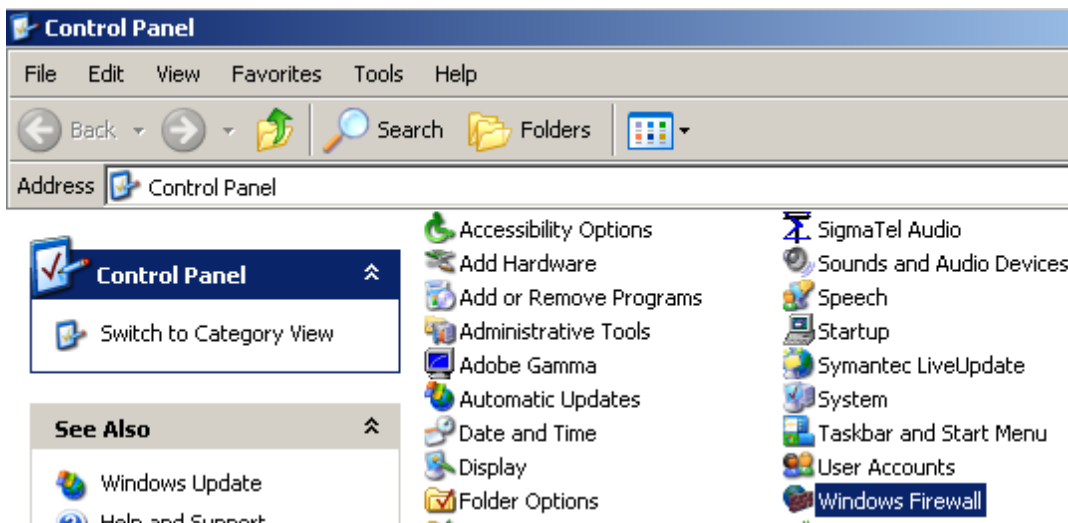 Control Panel
File Edit View Favorites Tools Help
Back Search Folders
Address Control Panel
Control Panel
Switch to Category View
See Also
Windows Update
Help and Support
Accessibility Options
Add Hardware
Add or Remove Programs
Administrative Tools
Adobe Gamma
Automatic Updates
Date and Time
Display
Folder Options
SigmaTel Audio
Sounds and Audio Devices
Speech
Startup
Symantec LiveUpdate
System
Taskbar and Start Menu
User Accounts
Windows Firewall